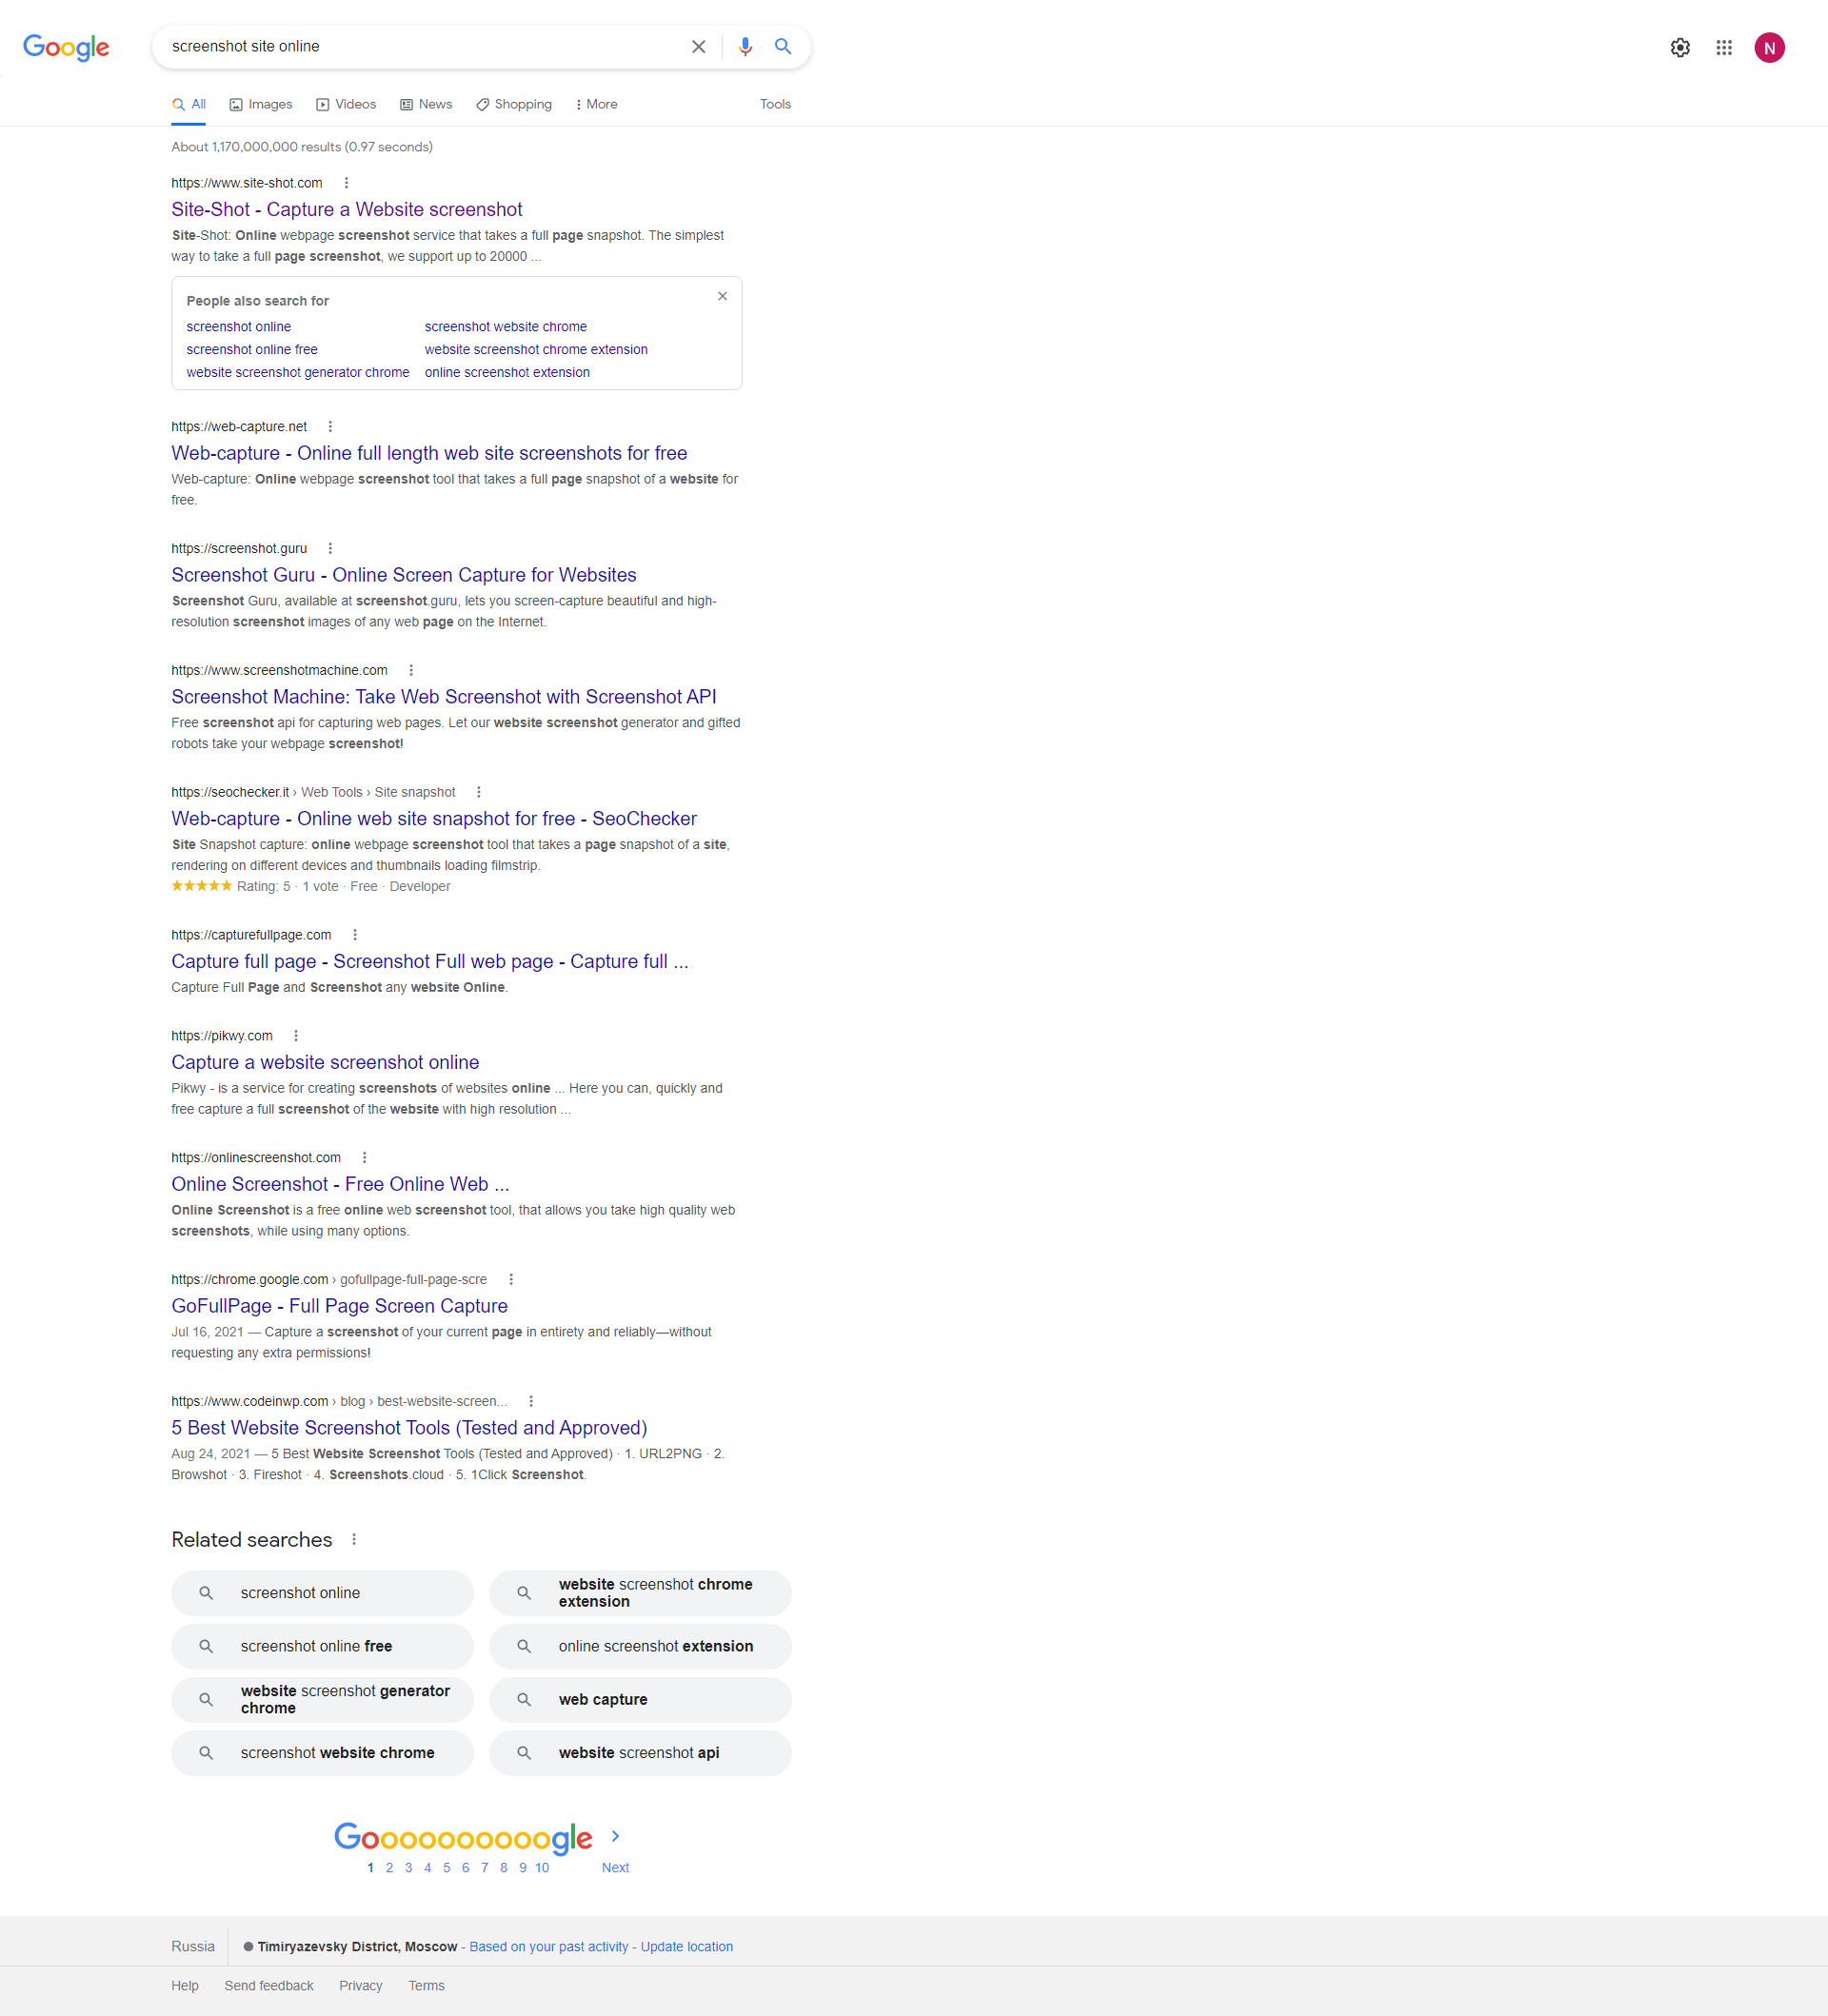 Google
screenshot site online
N
All Images Videos News Shopping More Tools
About 1,170,000,000 results (0.97 seconds)
https://www.site-shot.com
Site-Shot - Capture a Website screenshot
Site-Shot: Online webpage screenshot service that takes a full page snapshot. The simplest
way to take a full page screenshot, we support up to 20000 ...
People also search for
screenshot online screenshot website chrome
screenshot online free website screenshot chrome extension
website screenshot generator chrome online screenshot extension
https://web-capture.net
Web-capture - Online full length web site screenshots for free
Web-capture: Online webpage screenshot tool that takes a full page snapshot of a website for
free.
https://screenshot.guru
Screenshot Guru - Online Screen Capture for Websites
Screenshot Guru, available at screenshot.guru, lets you screen-capture beautiful and high-
resolution screenshot images of any web page on the Internet.
https://www.screenshotmachine.com
Screenshot Machine: Take Web Screenshot with Screenshot API
Free screenshot api for capturing web pages. Let our website screenshot generator and gifted
robots take your webpage screenshot!
https://seochecker.it › Web Tools › Site snapshot
Web-capture - Online web site snapshot for free - SeoChecker
Site Snapshot capture: online webpage screenshot tool that takes a page snapshot of a site,
rendering on different devices and thumbnails loading filmstrip.
Rating: 5 · 1 vote · Free · Developer
https://capturefullpage.com
Capture full page - Screenshot Full web page - Capture full ...
Capture Full Page and Screenshot any website Online.
https://pikwy.com
Capture a website screenshot online
Pikwy - is a service for creating screenshots of websites online ... Here you can, quickly and
free capture a full screenshot of the website with high resolution ...
https://onlinescreenshot.com
Online Screenshot - Free Online Web ...
Online Screenshot is a free online web screenshot tool, that allows you take high quality web
screenshots, while using many options.
https://chrome.google.com › gofullpage-full-page-scre
GoFullPage - Full Page Screen Capture
Jul 16, 2021 — Capture a screenshot of your current page in entirety and reliably—without
requesting any extra permissions!
https://www.codeinwp.com › blog › best-website-screen...
5 Best Website Screenshot Tools (Tested and Approved)
Aug 24, 2021 — 5 Best Website Screenshot Tools (Tested and Approved) · 1. URL2PNG · 2.
Browshot · 3. Fireshot · 4. Screenshots.cloud · 5. 1Click Screenshot.
Related searches
screenshot online
website screenshot chrome
extension
screenshot online free
online screenshot extension
website screenshot generator
chrome
web capture
screenshot website chrome
website screenshot api
Goooooooooogle
1 2 3 4 5 6 7 8 9 10 Next
Russia Timiryazevsky District, Moscow - Based on your past activity - Update location
Help Send feedback Privacy Terms